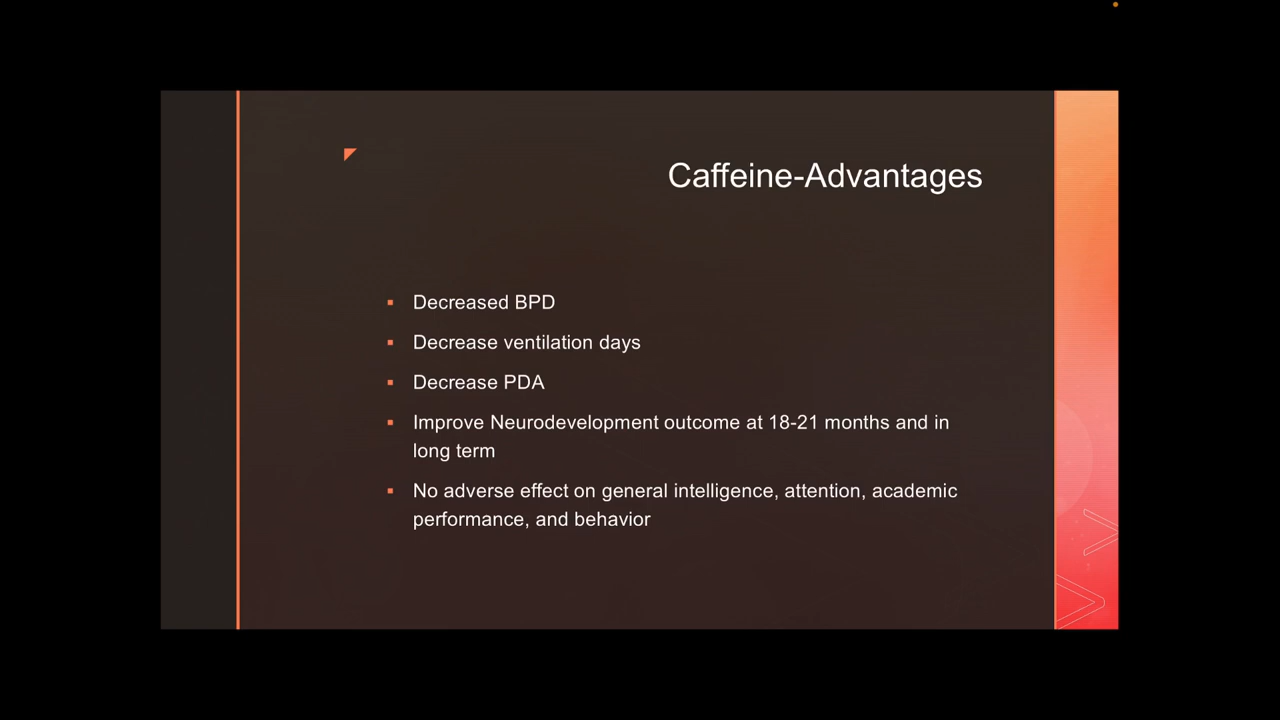 Caffeine-Advantages
Decreased BPD
Decrease ventilation days
Decrease PDA
Improve Neurodevelopment outcome at 18-21 months and in
long term
No adverse effect on general intelligence, attention, academic
performance, and behavior